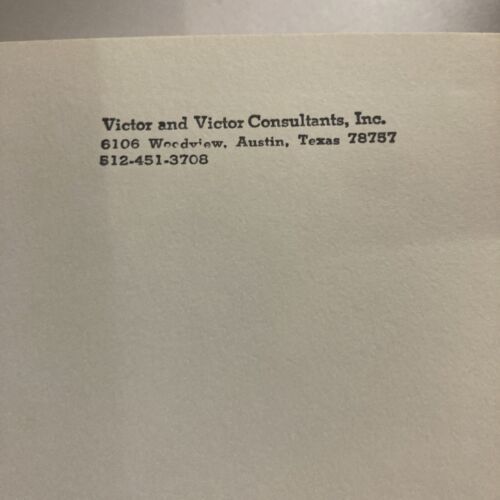 Victor and Victor Consultants, Inc.
6106 Woodview, Austin, Texas 78757
512-451-3708